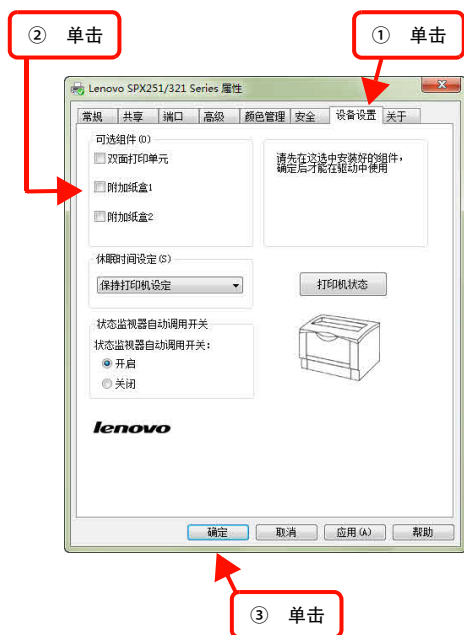 ② 单击
① 单击
Lenovo SPX251/321 Series 属性
常规 共享 端口 高级 颜色管理 安全 设备设置 关于
可选组件(O)
双面打印单元
附加纸盒1
附加纸盒2
请先在这选中安装好的组件，
确定后才能在驱动中使用
休眠时间设定(S)
保持打印机设定
打印机状态
状态监视器自动调用开关
状态监视器自动调用开关:
开启
关闭
lenovo
确定 取消 应用(A) 帮助
③ 单击